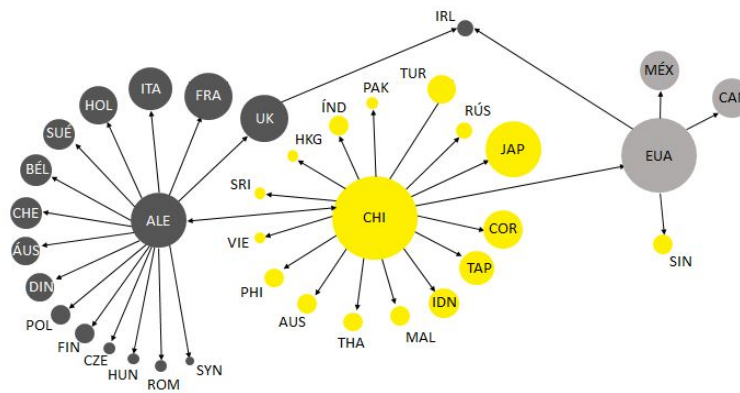 IRL
TUR
MÉX
ITA
FRA
PAK
CAN
HOL
ÍND
RÚS
UK
SUÉ
HKG
JAP
EUA
BÉL
SRI
CHE
ALE
CHI
COR
ÁUS
VIE
SIN
TAP
DIN
PHI
IDN
POL
AUS
FIN
THA
MAL
CZE
HUN
ROM
SYN